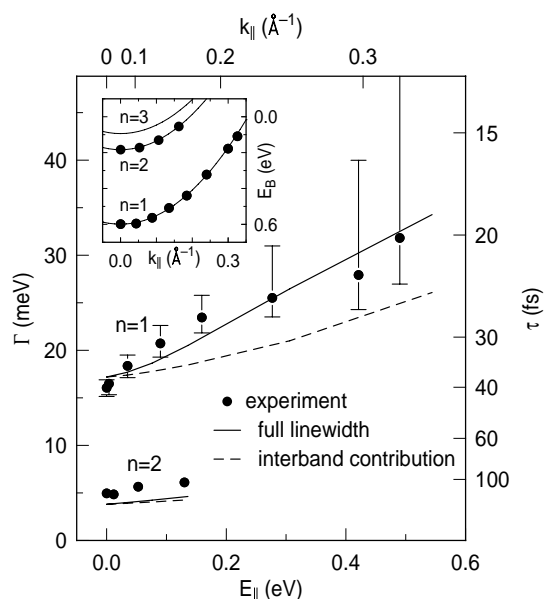 k∥ (Å⁻¹)
0 0.1 0.2 0.3
n=3
n=2
n=1
0.0
0.6
E_B (eV)
0.0 0.3
k∥ (Å⁻¹)
Γ (meV)
40
30
20
10
0
n=1
n=2
experiment
full linewidth
interband contribution
15
20
30
40
60
100
τ (fs)
0.0 0.2 0.4 0.6
E∥ (eV)